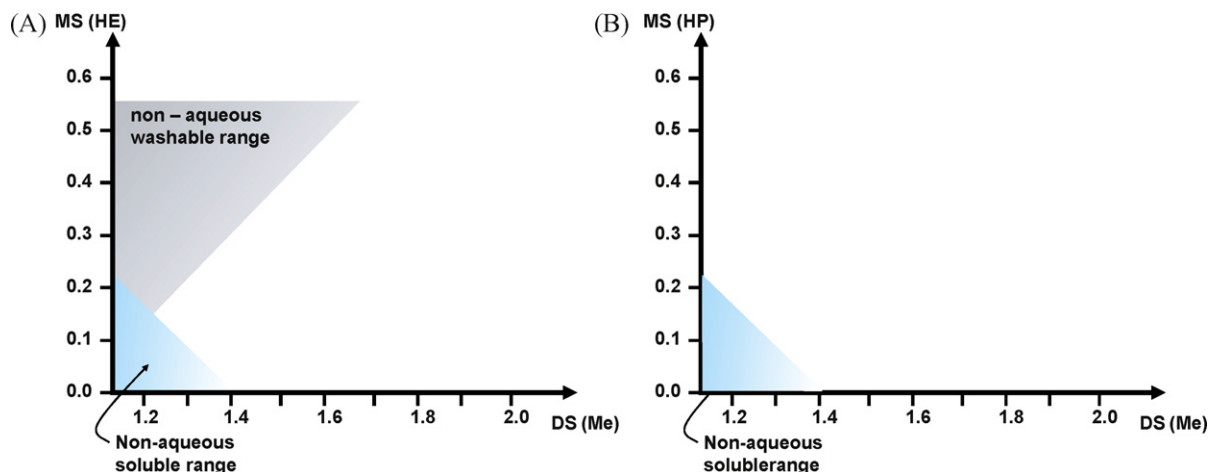 (A) MS (HE)
0.6
0.5
0.4
0.3
0.2
0.1
0.0
non – aqueous
washable range
1.2 1.4 1.6 1.8 2.0
DS (Me)
Non-aqueous
soluble range
(B) MS (HP)
0.6
0.5
0.4
0.3
0.2
0.1
0.0
1.2 1.4 1.6 1.8 2.0
DS (Me)
Non-aqueous
solublerange